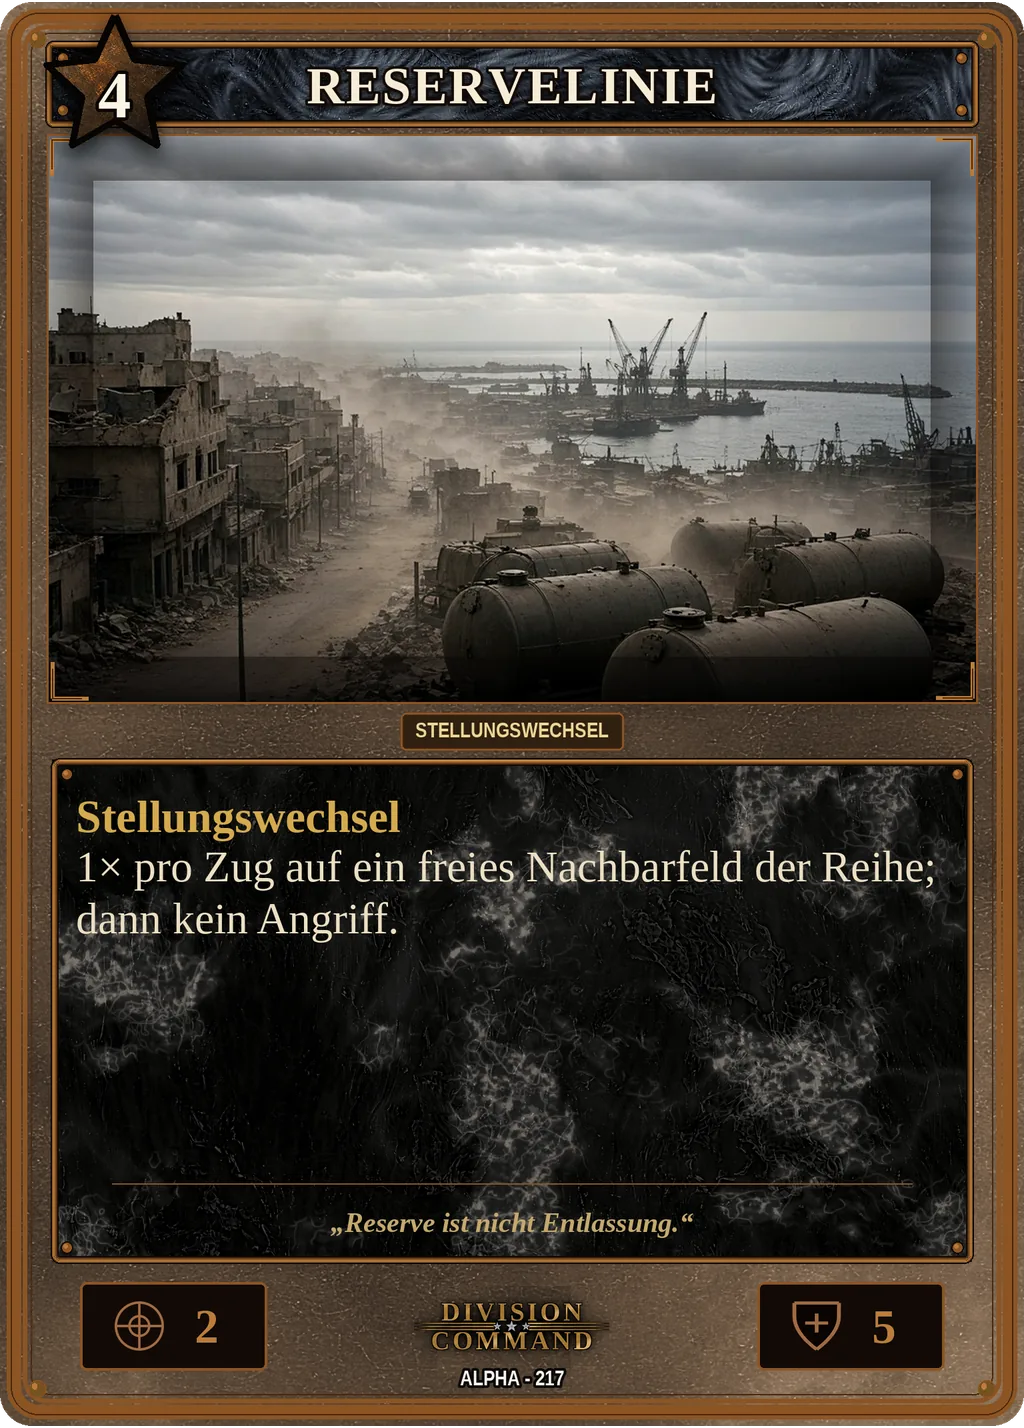 4
RESERVELINIE
STELLUNGSWECHSEL
Stellungswechsel
1× pro Zug auf ein freies Nachbarfeld der Reihe;
dann kein Angriff.
„Reserve ist nicht Entlassung.“
2
DIVISION
COMMAND
5
ALPHA - 217